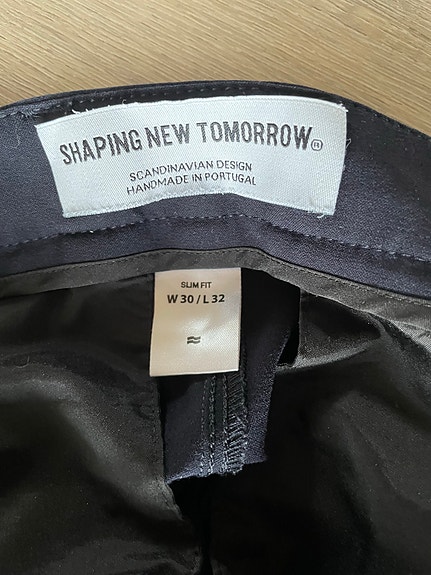 SHAPING NEW TOMORROW®
SCANDINAVIAN DESIGN
HANDMADE IN PORTUGAL
SLIM FIT
W 30 / L 32